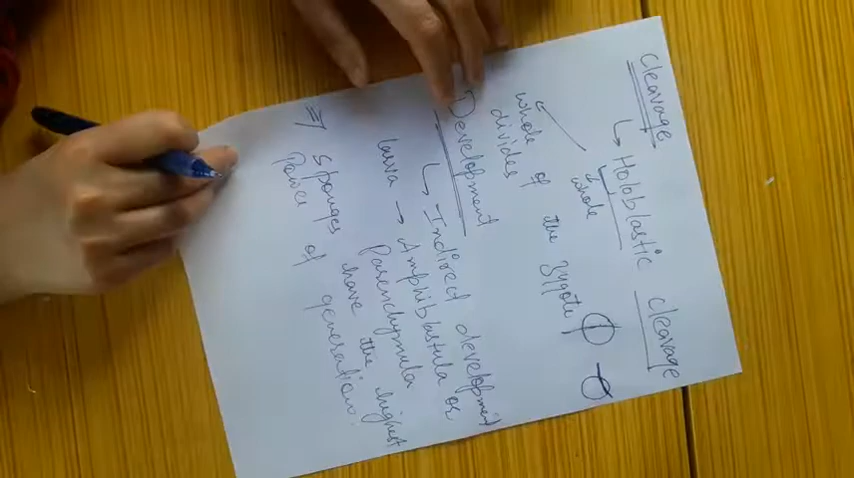 Cleavage
↳ Holoblastic cleavage
whole
whole of the zygote
divides
Development
↳ Indirect development
larva → Amphiblastula or
Parenchymula
⇒ Sponges have the highest
Power of generation.